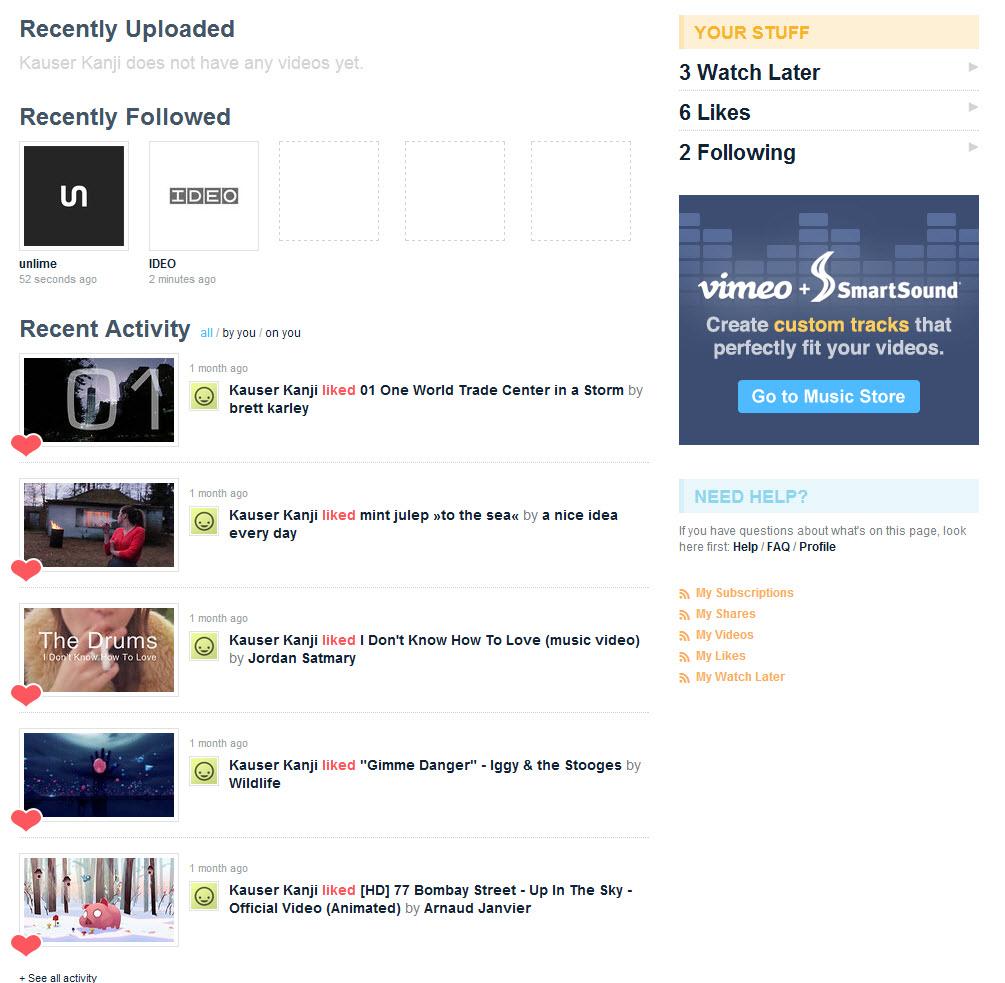 Recently Uploaded
Kauser Kanji does not have any videos yet.
Recently Followed
un
IDEO
unlime
52 seconds ago
IDEO
2 minutes ago
Recent Activity all / by you / on you
01
1 month ago
Kauser Kanji liked 01 One World Trade Center in a Storm by
brett karley
1 month ago
Kauser Kanji liked mint julep »to the sea« by a nice idea
every day
The Drums
I Don't Know How To Love
1 month ago
Kauser Kanji liked I Don't Know How To Love (music video)
by Jordan Satmary
1 month ago
Kauser Kanji liked "Gimme Danger" - Iggy & the Stooges by
Wildlife
1 month ago
Kauser Kanji liked [HD] 77 Bombay Street - Up In The Sky -
Official Video (Animated) by Arnaud Janvier
+ See all activity
YOUR STUFF
3 Watch Later
6 Likes
2 Following
vimeo + SmartSound
Create custom tracks that
perfectly fit your videos.
Go to Music Store
NEED HELP?
If you have questions about what's on this page, look
here first: Help / FAQ / Profile
My Subscriptions
My Shares
My Videos
My Likes
My Watch Later